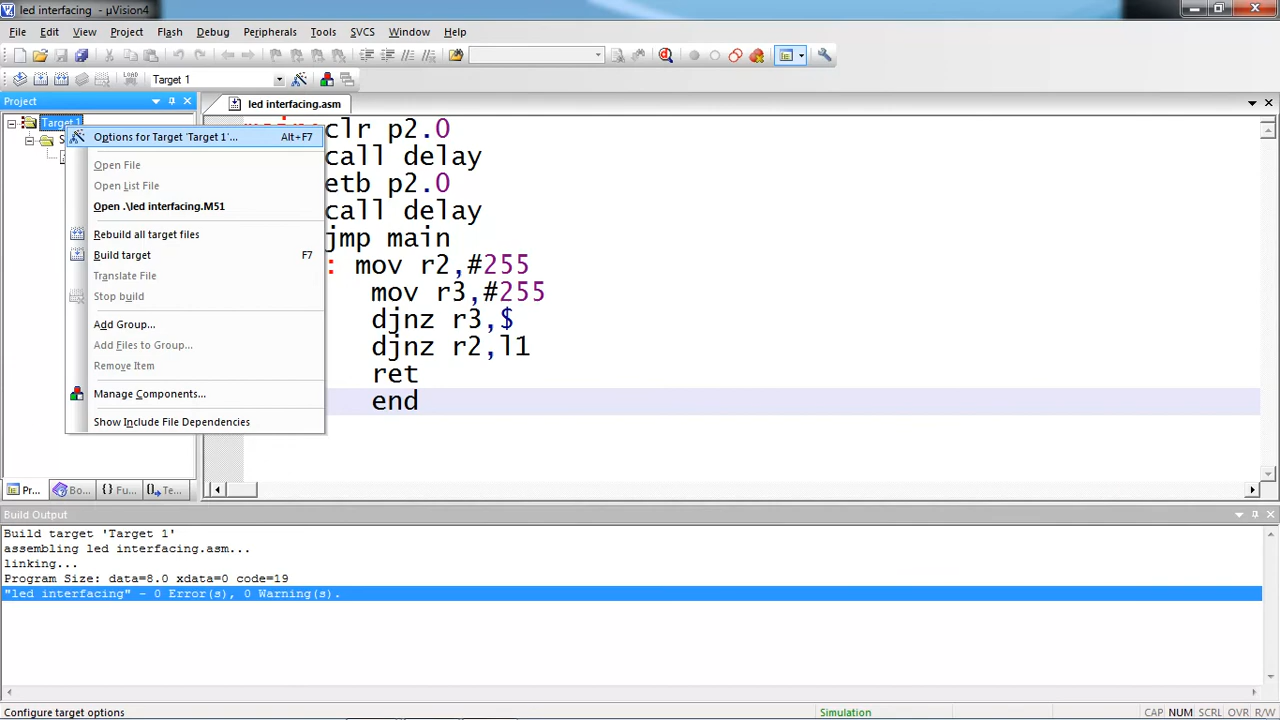 led interfacing - µVision4
File Edit View Project Flash Debug Peripherals Tools SVCS Window Help
LOAD Target 1
Project
led interfacing.asm
Target 1
Options for Target 'Target 1'... Alt+F7
Open File
Open List File
Open .\led interfacing.M51
Rebuild all target files
Build target F7
Translate File
Stop build
Add Group...
Add Files to Group...
Remove Item
Manage Components...
Show Include File Dependencies
clr p2.0
call delay
etb p2.0
call delay
jmp main
: mov r2,#255
mov r3,#255
djnz r3,$
djnz r2,l1
ret
end
Pr... Bo... {} Fu... Te...
Build Output
Build target 'Target 1'
assembling led interfacing.asm...
linking...
Program Size: data=8.0 xdata=0 code=19
"led interfacing" - 0 Error(s), 0 Warning(s).
Configure target options
Simulation
CAP NUM SCRL OVR R/W